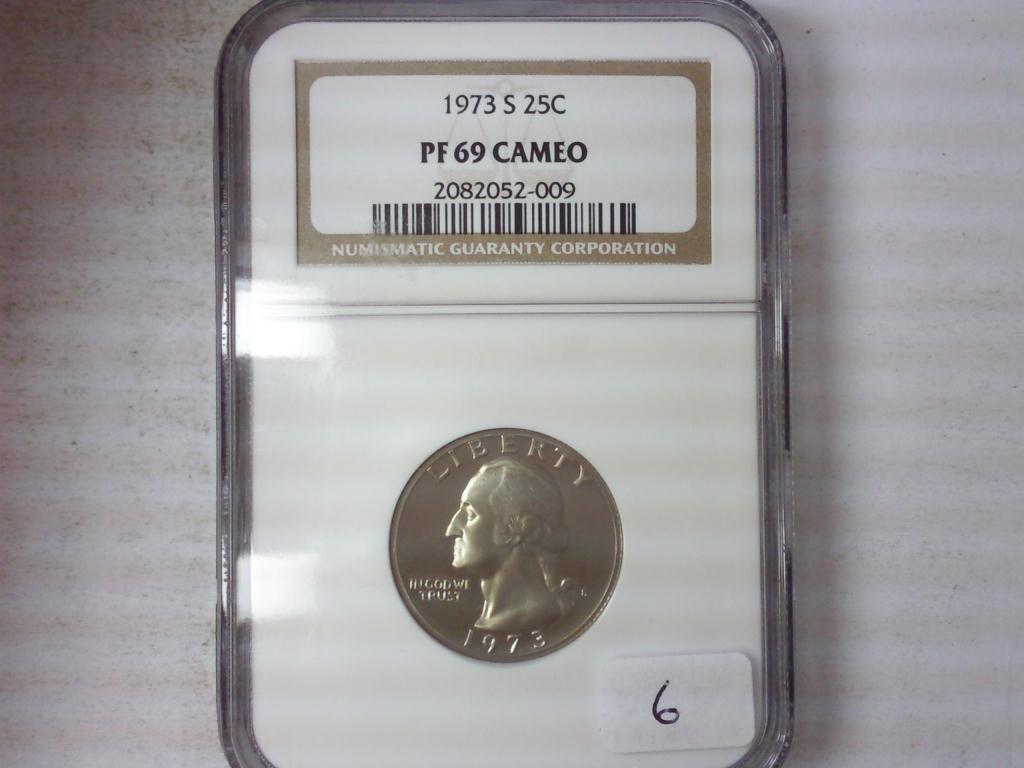 1973 S 25C
PF 69 CAMEO
2082052-009
NUMISMATIC GUARANTY CORPORATION
LIBERTY
IN GOD WE
TRUST
S
1973
6